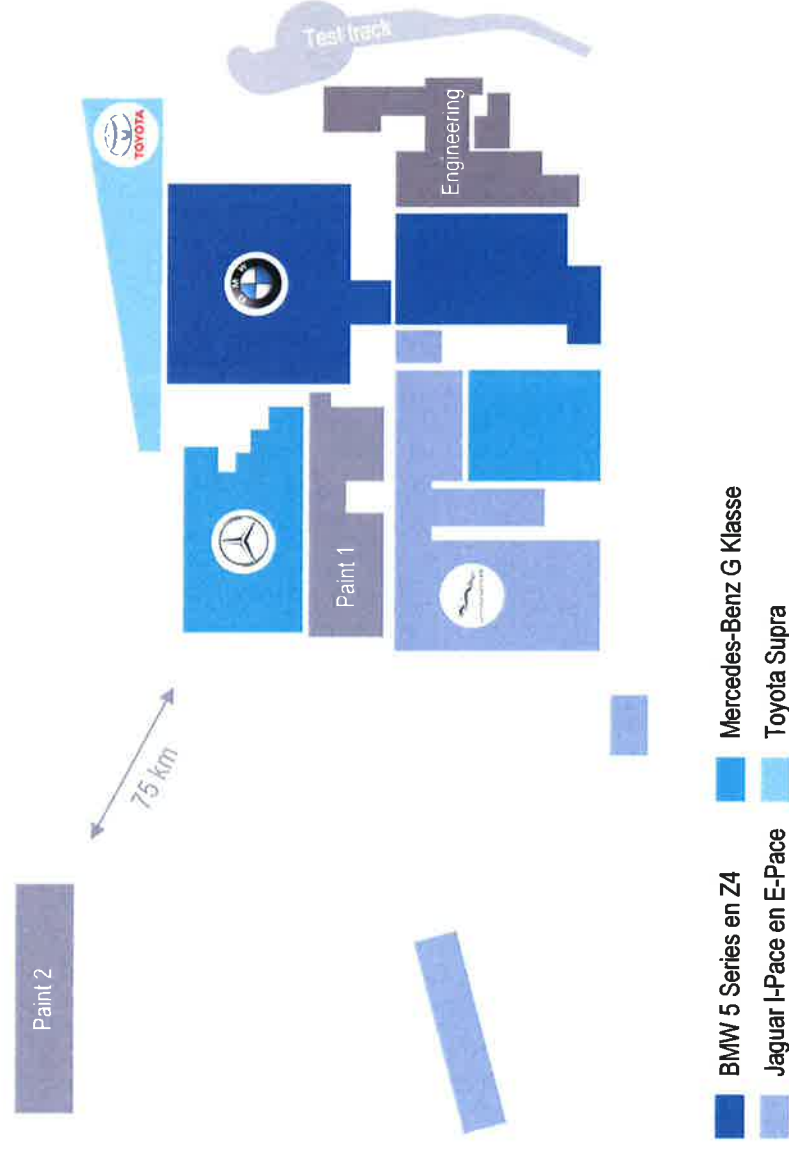 Test track
TOYOTA
Engineering
BMW
Paint 1
75 km
Paint 2
BMW 5 Series en Z4
Jaguar I-Pace en E-Pace
Mercedes-Benz G Klasse
Toyota Supra